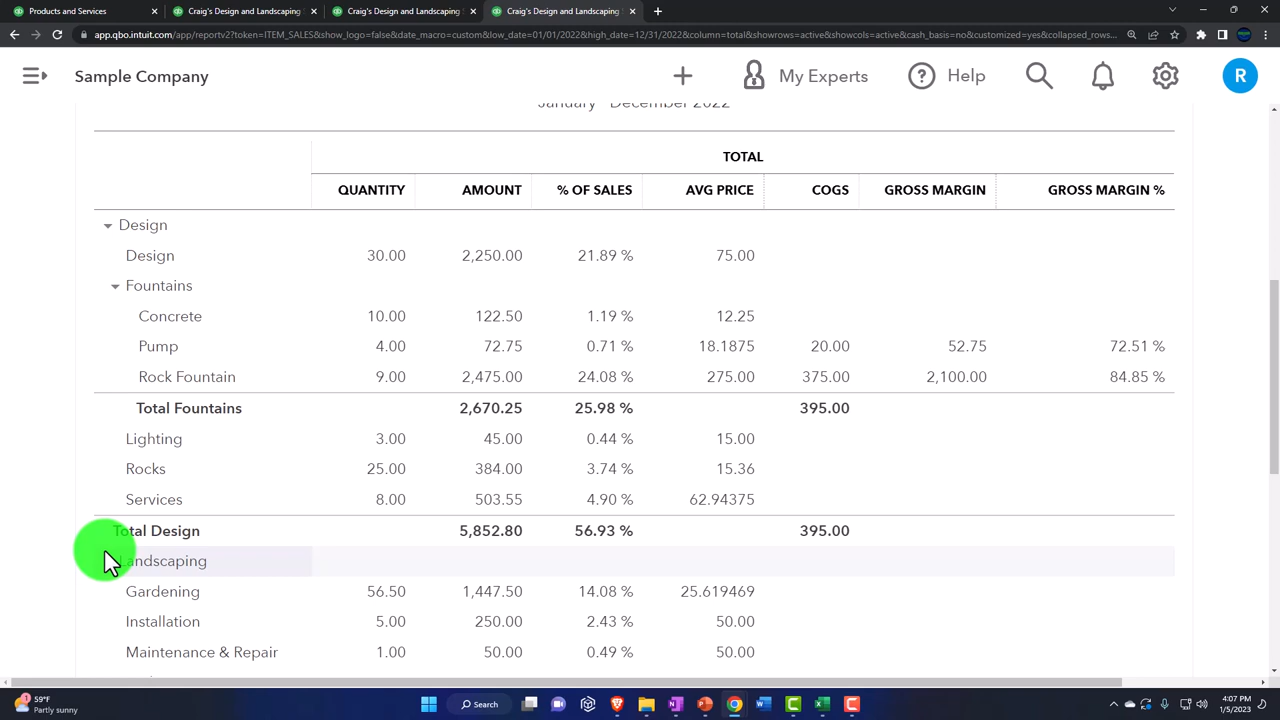 Products and Services × Craig's Design and Landscaping × Craig's Design and Landscaping × Craig's Design and Landscaping × +
app.qbo.intuit.com/app/reportv2?token=ITEM_SALES&show_logo=false&date_macro=custom&low_date=01/01/2022&high_date=12/31/2022&column=total&showrows=active&showcols=active&cash_basis=no&customized=yes&collapsed_rows...
Sample Company + My Experts ? Help R
January - December 2022
TOTAL
QUANTITY AMOUNT % OF SALES AVG PRICE COGS GROSS MARGIN GROSS MARGIN %
Design
Design 30.00 2,250.00 21.89 % 75.00
Fountains
Concrete 10.00 122.50 1.19 % 12.25
Pump 4.00 72.75 0.71 % 18.1875 20.00 52.75 72.51 %
Rock Fountain 9.00 2,475.00 24.08 % 275.00 375.00 2,100.00 84.85 %
Total Fountains 2,670.25 25.98 % 395.00
Lighting 3.00 45.00 0.44 % 15.00
Rocks 25.00 384.00 3.74 % 15.36
Services 8.00 503.55 4.90 % 62.94375
Total Design 5,852.80 56.93 % 395.00
Landscaping
Gardening 56.50 1,447.50 14.08 % 25.619469
Installation 5.00 250.00 2.43 % 50.00
Maintenance & Repair 1.00 50.00 0.49 % 50.00
59°F
Partly sunny
Search
4:07 PM
1/5/2023